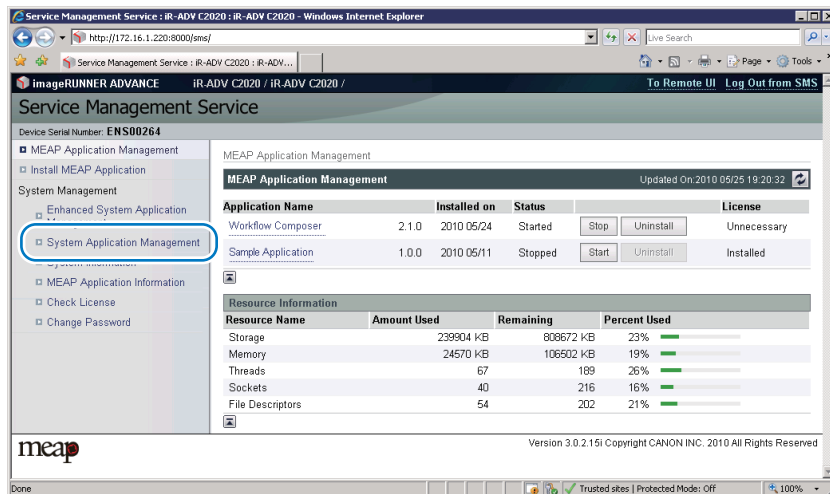 Service Management Service : iR-ADV C2020 : iR-ADV C2020 - Windows Internet Explorer
http://172.16.1.220:8000/sms/
Live Search
Service Management Service : iR-ADV C2020 : iR-ADV...
Page Tools
imageRUNNER ADVANCE iR-ADV C2020 / iR-ADV C2020 / To Remote UI Log Out from SMS
Service Management Service
Device Serial Number: ENS00264
MEAP Application Management
Install MEAP Application
System Management
Enhanced System Application
System Application Management
System Information
MEAP Application Information
Check License
Change Password
MEAP Application Management
MEAP Application Management Updated On:2010 05/25 19:20:32
Application Name Installed on Status License
Workflow Composer 2.1.0 2010 05/24 Started Stop Uninstall Unnecessary
Sample Application 1.0.0 2010 05/11 Stopped Start Uninstall Installed
Resource Information
Resource Name Amount Used Remaining Percent Used
Storage 239904 KB 808672 KB 23%
Memory 24570 KB 106502 KB 19%
Threads 67 189 26%
Sockets 40 216 16%
File Descriptors 54 202 21%
meap
Version 3.0.2.15i Copyright CANON INC. 2010 All Rights Reserved
Done Trusted sites | Protected Mode: Off 100%